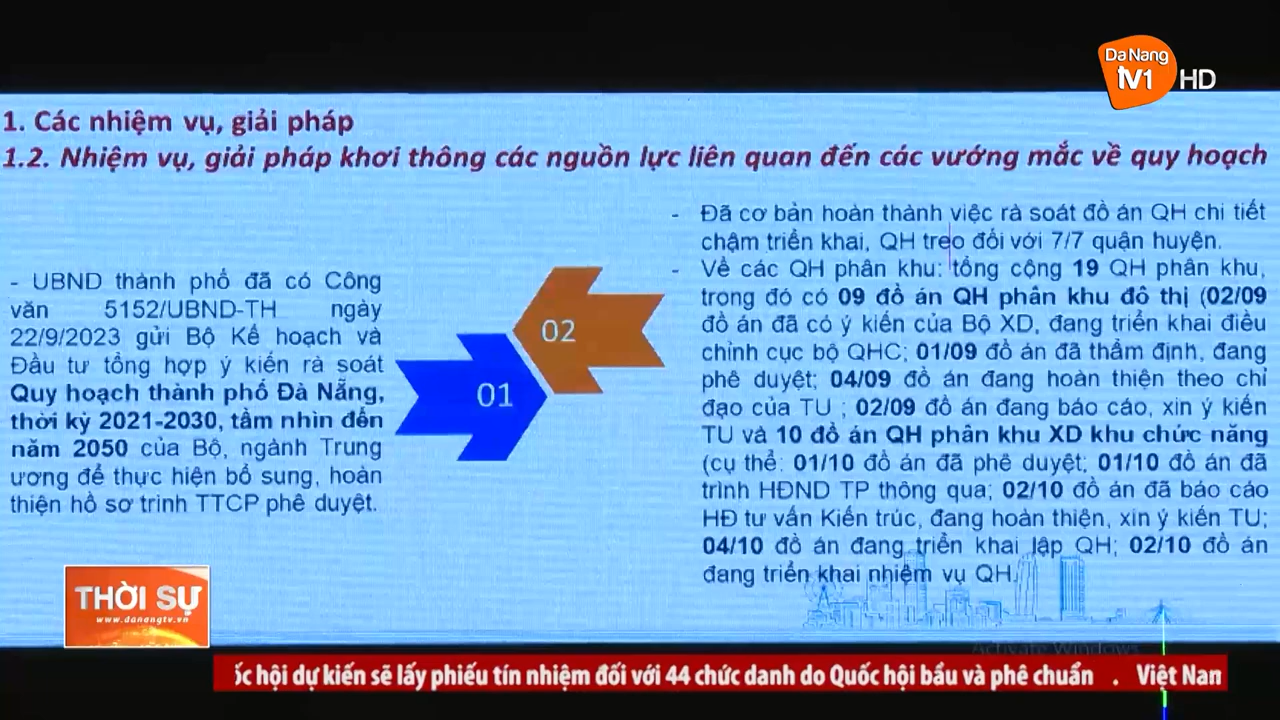 Da Nang
TV1 HD
1. Các nhiệm vụ, giải pháp
1.2. Nhiệm vụ, giải pháp khơi thông các nguồn lực liên quan đến các vướng mắc về quy hoạch
- UBND thành phố đã có Công
văn 5152/UBND-TH ngày
22/9/2023 gửi Bộ Kế hoạch và
Đầu tư tổng hợp ý kiến rà soát
Quy hoạch thành phố Đà Nẵng,
thời kỳ 2021-2030, tầm nhìn đến
năm 2050 của Bộ, ngành Trung
ương để thực hiện bổ sung, hoàn
thiện hồ sơ trình TTCP phê duyệt.
01
02
- Đã cơ bản hoàn thành việc rà soát đồ án QH chi tiết
chậm triển khai, QH treo đối với 7/7 quận huyện.
- Về các QH phân khu: tổng cộng 19 QH phân khu,
trong đó có 09 đồ án QH phân khu đô thị (02/09
đồ án đã có ý kiến của Bộ XD, đang triển khai điều
chỉnh cục bộ QHC; 01/09 đồ án đã thẩm định, đang
phê duyệt; 04/09 đồ án đang hoàn thiện theo chỉ
đạo của TU ; 02/09 đồ án đang báo cáo, xin ý kiến
TU và 10 đồ án QH phân khu XD khu chức năng
(cụ thể: 01/10 đồ án đã phê duyệt; 01/10 đồ án đã
trình HĐND TP thông qua; 02/10 đồ án đã báo cáo
HĐ tư vấn Kiến trúc, đang hoàn thiện, xin ý kiến TU;
04/10 đồ án đang triển khai lập QH; 02/10 đồ án
đang triển khai nhiệm vụ QH.
Activate Windows
THỜI SỰ
www.danangtv.vn
ốc hội dự kiến sẽ lấy phiếu tín nhiệm đối với 44 chức danh do Quốc hội bầu và phê chuẩn . Việt Nam